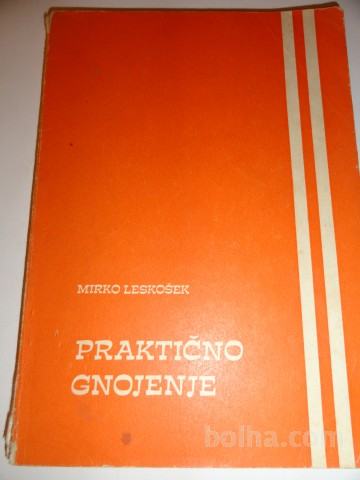 MIRKO LESKOŠEK
PRAKTIČNO
GNOJENJE
bolha.com